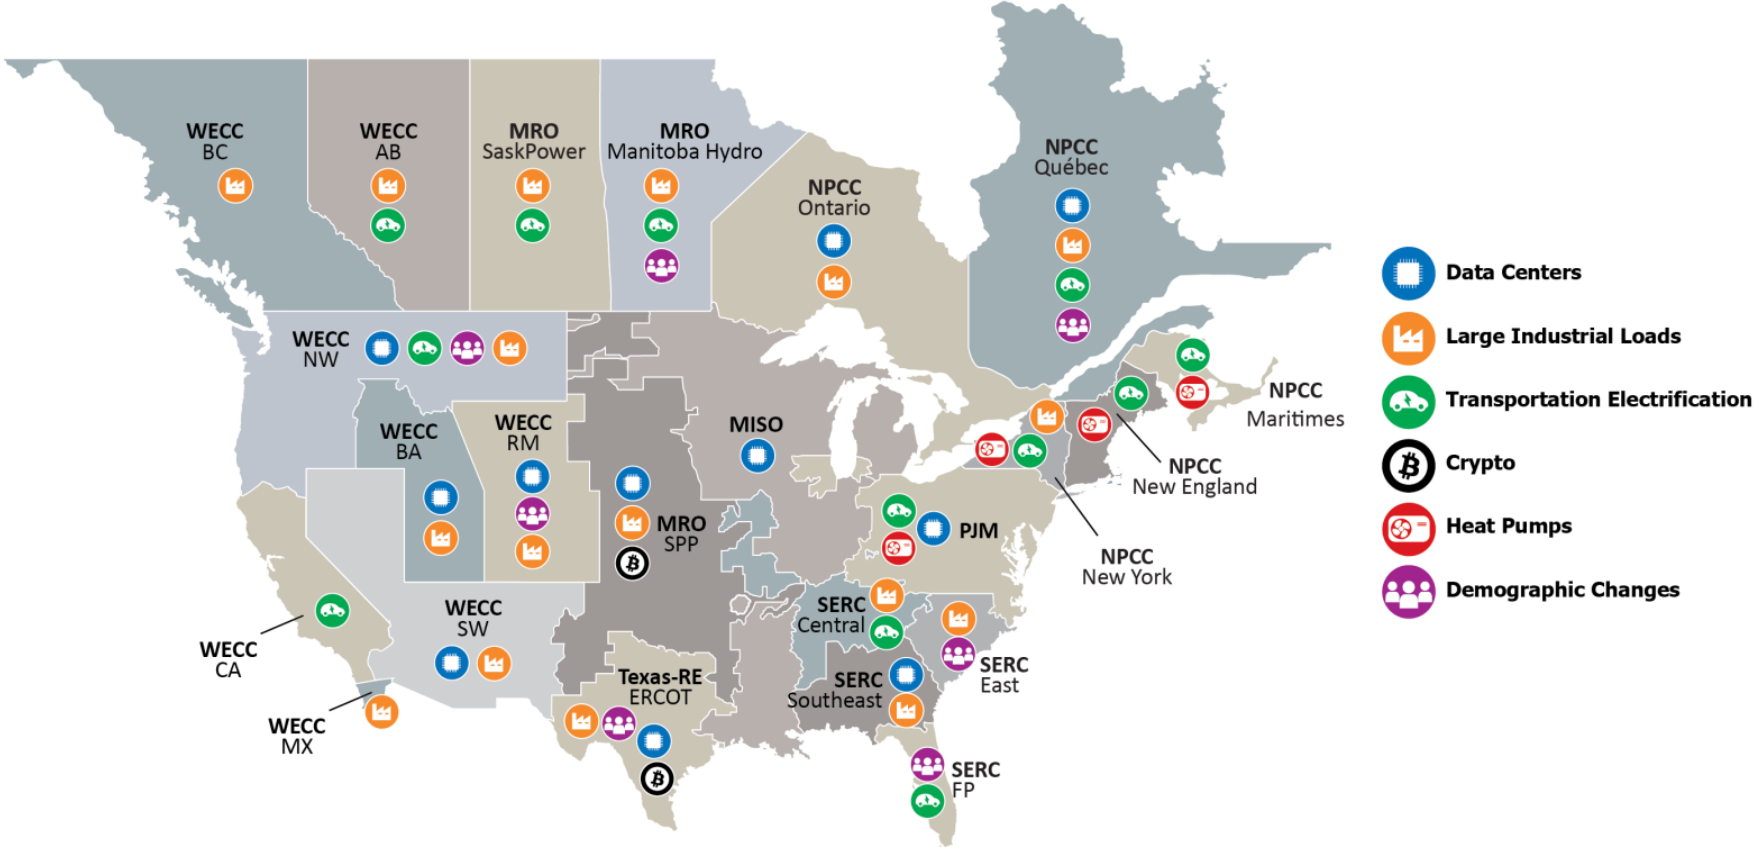 WECC
BC
WECC
AB
MRO
SaskPower
MRO
Manitoba Hydro
NPCC
Ontario
NPCC
Québec
WECC
NW
WECC
BA
WECC
RM
MISO
MRO
SPP
NPCC
Maritimes
NPCC
New England
NPCC
New York
PJM
WECC
CA
WECC
SW
WECC
MX
Texas-RE
ERCOT
SERC
Central
SERC
East
SERC
Southeast
SERC
FP
Data Centers
Large Industrial Loads
Transportation Electrification
Crypto
Heat Pumps
Demographic Changes